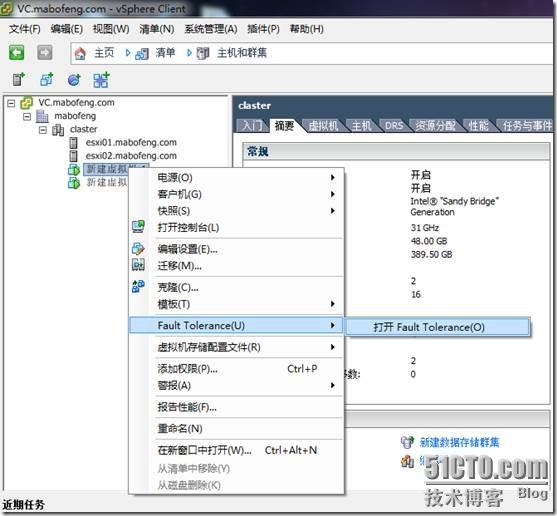 VC.mabofeng.com - vSphere Client
文件(F) 编辑(E) 视图(W) 清单(N) 系统管理(A) 插件(P) 帮助(H)
主页 清单 主机和群集
VC.mabofeng.com
mabofeng
claster
esxi01.mabofeng.com
esxi02.mabofeng.com
新建虚拟
新建虚拟
claster
入门 摘要 虚拟机 主机 DRS 资源分配 性能 任务与事件
常规
开启
开启
Intel® "Sandy Bridge"
Generation
31 GHz
48.00 GB
389.50 GB
2
16
数:
0
电源(O)
客户机(G)
快照(S)
打开控制台(L)
编辑设置(E)...
迁移(M)...
克隆(C)...
模板(T)
Fault Tolerance(U)
打开 Fault Tolerance(O)
虚拟机存储配置文件(R)
添加权限(P)... Ctrl+P
警报(A)
报告性能(F)...
重命名(N)
在新窗口中打开(W)... Ctrl+Alt+N
从清单中移除(Y)
从磁盘删除(K)
新建数据存储群集
近期任务
51CTO.com
技术博客 Blog